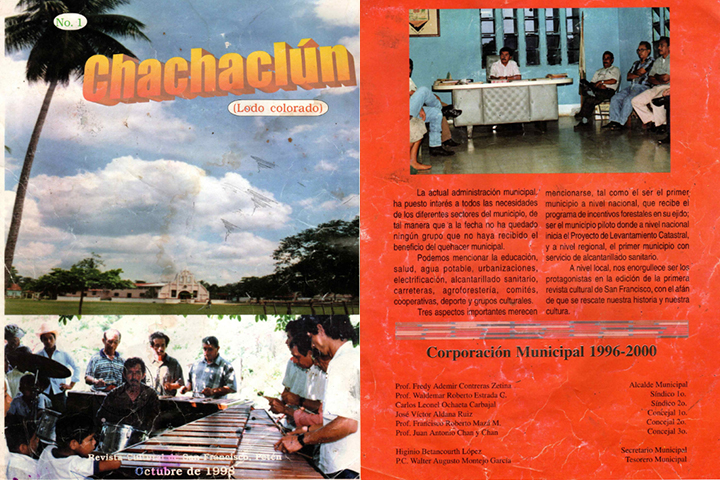 No. 1
Chachaclún
(Lodo colorado)
Revista Cultural de San Francisco, Petén
Octubre de 1998
La actual administración municipal,
ha puesto intarés a todos las necesidades
de los diferentes sectores del municipio, de
tal manera que a la fecha no ha quedado
ningún grupo que no haya recibido el
beneficio del quehacer municipal.
Podemos mencionar la educación,
salud, agua potable, urbanizaciones,
electrificación, alcantarillado sanitario,
carreteras, agroforestería, comités,
cooperativas, deporte y grupos culturales.
Tres aspectos importantes merecen
mencionarse, tal como el ser el primer
municipio a nivel nacional, que recibe el
programa de incentivos forestales en su ejido;
ser el municipio piloto donde a nivel nacional
inicia el Proyecto de Levantamiento Catastral,
y a nivel regional, el primer municipio con
servicio de alcantarillado sanitario.
A nivel local, nos enorgullece ser los
protagonistas en la edición de la primera
revista cultural de San Francisco, con el afán
de que se rescate nuestra historia y nuestra
cultura.
Corporación Municipal 1996-2000
Prof. Fredy Ademir Contreras Zetina Alcalde Municipal
Prof. Waldemar Roberto Estrada C. Síndico 1o.
Carlos Leonel Ochaeta Carbajal Síndico 2o.
José Víctor Aldana Ruiz Concejal 1o.
Prof. Francisco Roberto Maza M. Concejal 2o.
Prof. Juan Antonio Chan y Chan Concejal 3o.
Higinio Betancourth López Secretario Municipal
P.C. Walter Augusto Montejo García Tesorero Municipal